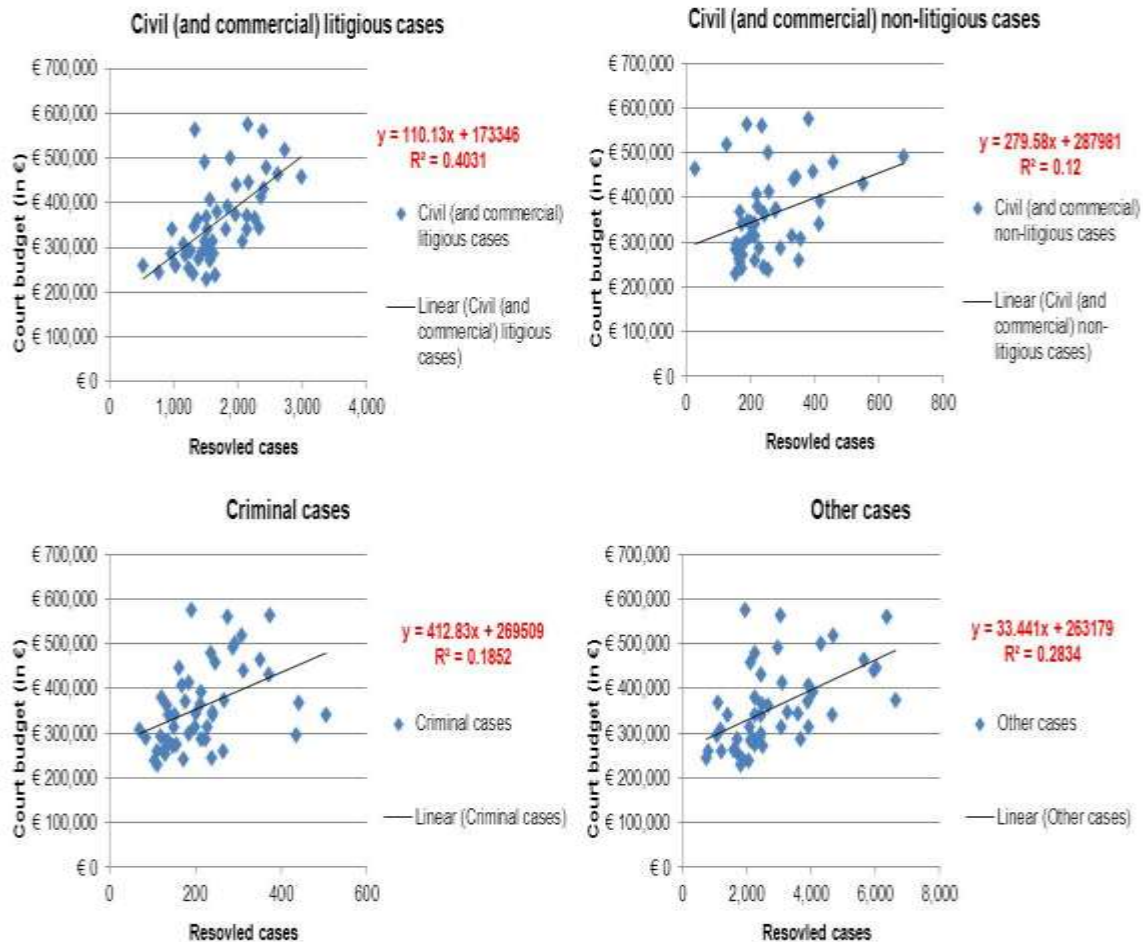 Civil (and commercial) litigious cases
Court budget (in €)
€ 700,000
€ 600,000
€ 500,000
€ 400,000
€ 300,000
€ 200,000
€ 100,000
€ 0
0 1,000 2,000 3,000 4,000
Resovled cases
y = 110.13x + 173346
R² = 0.4031
Civil (and commercial)
litigious cases
Linear (Civil (and
commercial) litigious
cases)
Civil (and commercial) non-litigious cases
Court budget (in €)
€ 700,000
€ 600,000
€ 500,000
€ 400,000
€ 300,000
€ 200,000
€ 100,000
€ 0
0 200 400 600 800
Resovled cases
y = 279.58x + 287981
R² = 0.12
Civil (and commercial)
non-litigious cases
Linear (Civil (and
commercial) non-
litigious cases)
Criminal cases
Court budget (in €)
€ 700,000
€ 600,000
€ 500,000
€ 400,000
€ 300,000
€ 200,000
€ 100,000
€ 0
0 200 400 600
Resovled cases
y = 412.83x + 269509
R² = 0.1852
Criminal cases
Linear (Criminal cases)
Other cases
Court budget (in €)
€ 700,000
€ 600,000
€ 500,000
€ 400,000
€ 300,000
€ 200,000
€ 100,000
€ 0
0 2,000 4,000 6,000 8,000
Resovled cases
y = 33.441x + 263179
R² = 0.2834
Other cases
Linear (Other cases)